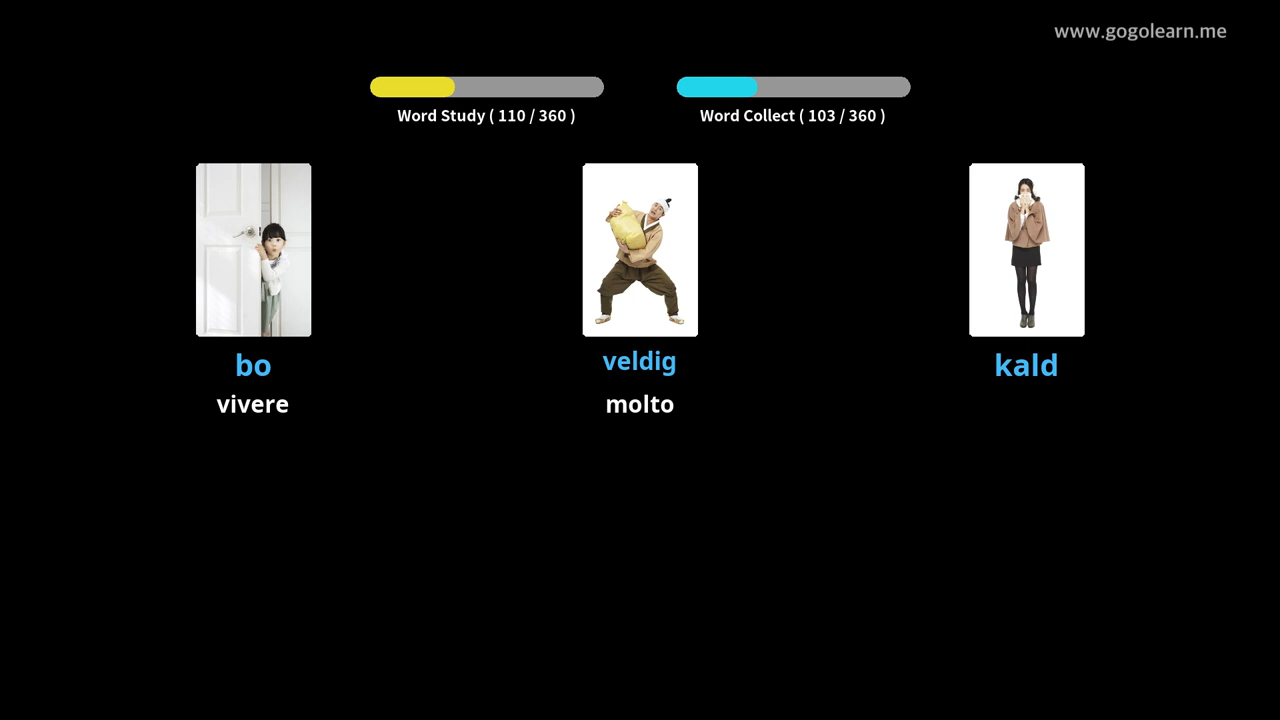 www.gogolearn.me
Word Study ( 110 / 360 )
Word Collect ( 103 / 360 )
bo
vivere
veldig
molto
kald